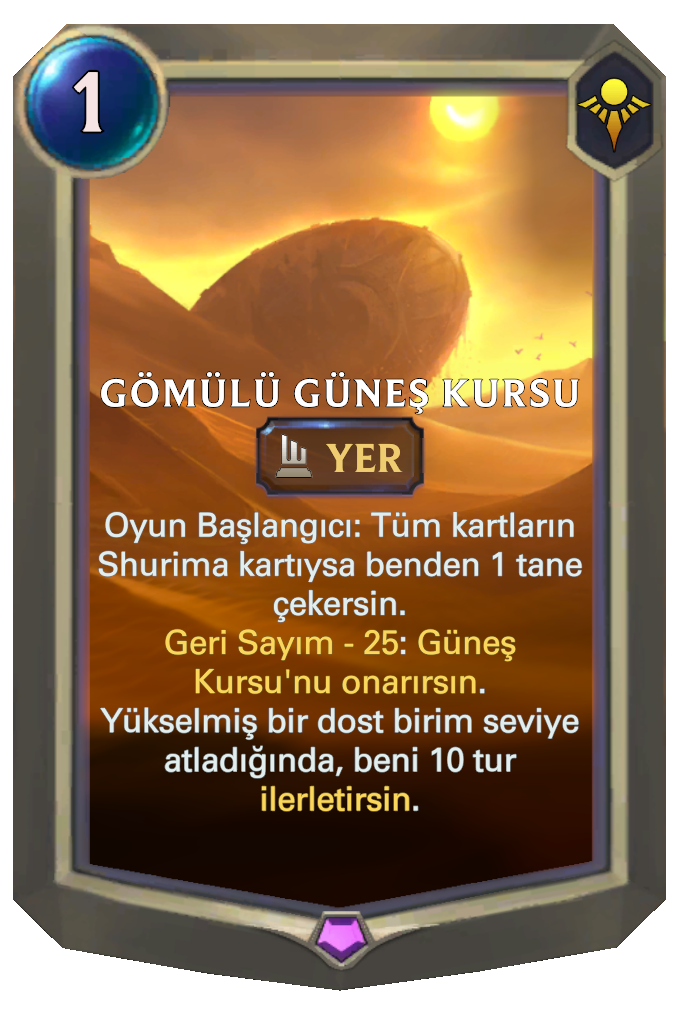 1
GÖMÜLÜ GÜNEŞ KURSU
YER
Oyun Başlangıcı: Tüm kartların
Shurima kartıysa benden 1 tane
çekersin.
Geri Sayım - 25: Güneş
Kursu'nu onarırsın.
Yükselmiş bir dost birim seviye
atladığında, beni 10 tur
ilerletirsin.